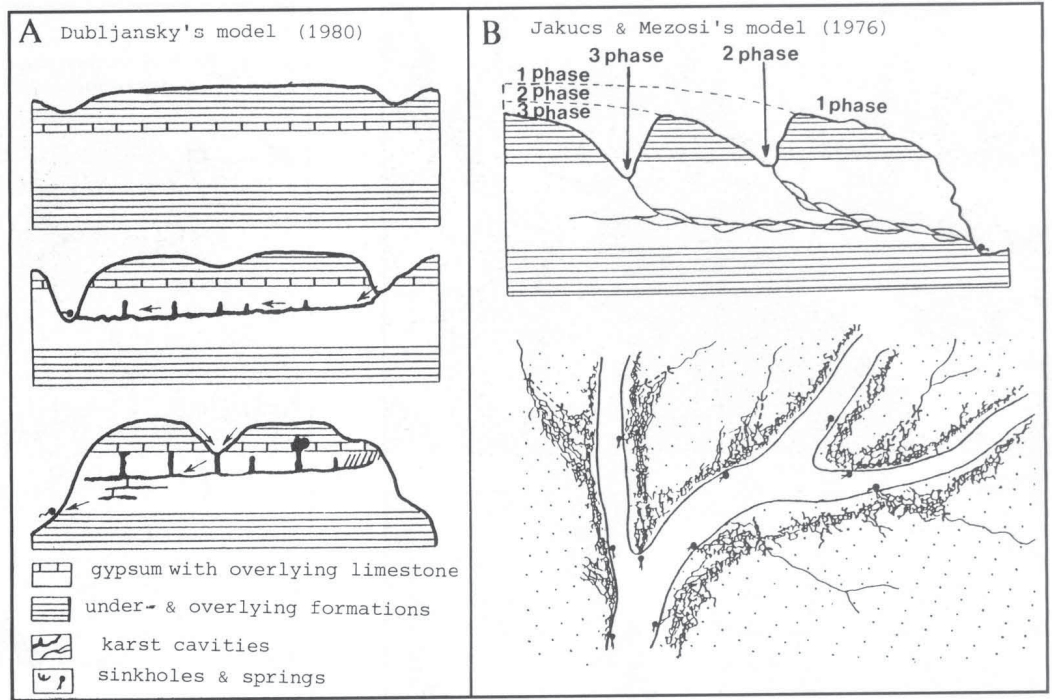 A Dubljansky's model (1980)
gypsum with overlying limestone
under- & overlying formations
karst cavities
sinkholes & springs
B Jakucs & Mezosi's model (1976)
3 phase 2 phase
1 phase
2 phase
3 phase
1 phase